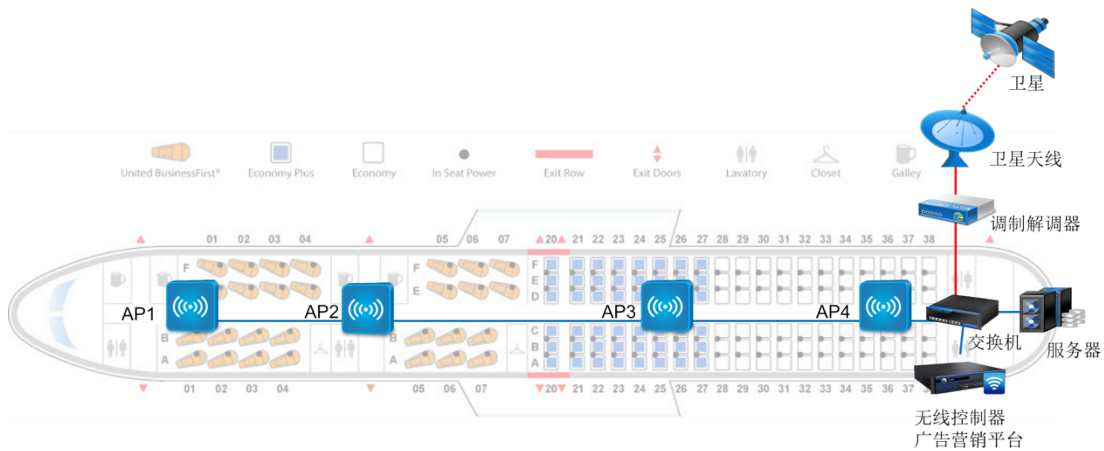 卫星
卫星天线
United BusinessFirst®
Economy Plus
Economy
In Seat Power
Exit Row
Exit Doors
Lavatory
Closet
Galley
调制解调器
01 02 03 04 05 06 07 20 21 22 23 24 25 26 27 28 29 30 31 32 33 34 35 36 37 38
F F F
E E
D
AP1 AP2 AP3 AP4
B B C
B
A A A
交换机
服务器
01 02 03 04 05 06 07 20 21 22 23 24 25 26 27 28 29 30 31 32 33 34 35 36 37
无线控制器
广告营销平台